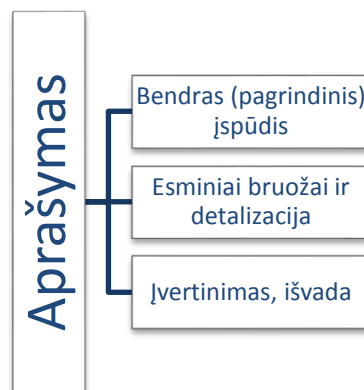 Aprašymas
Bendras (pagrindinis)
įspūdis
Esminiai bruožai ir
detalizacija
Įvertinimas, išvada